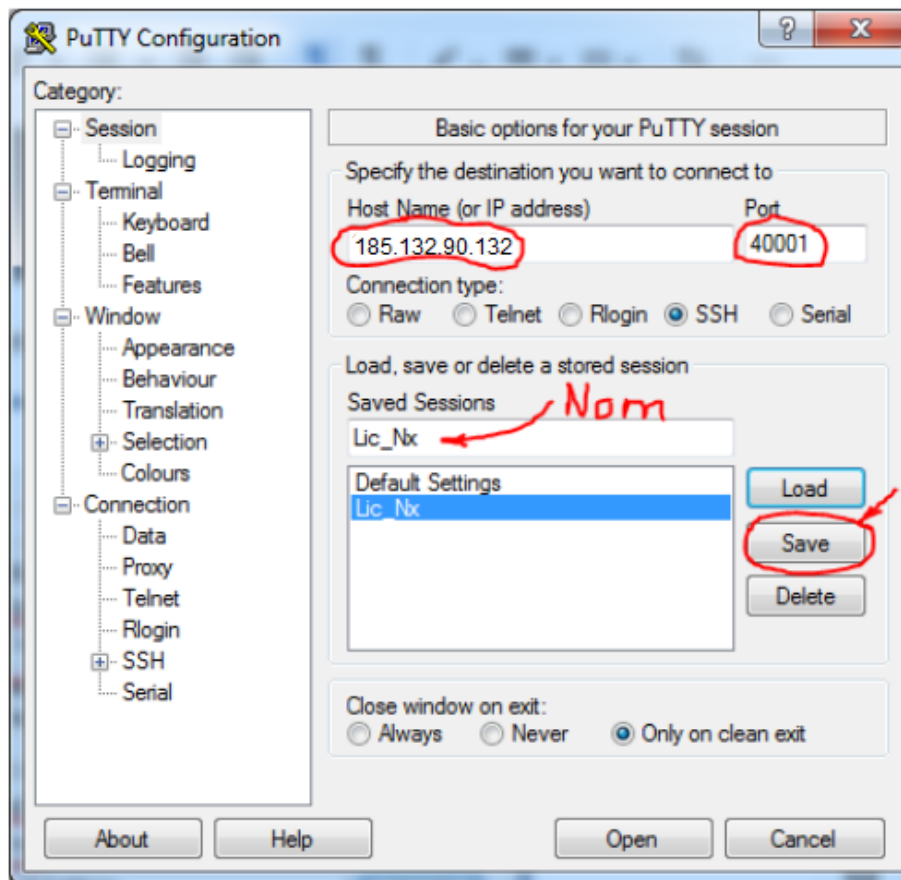 PuTTY Configuration
Category:
Session
Logging
Terminal
Keyboard
Bell
Features
Window
Appearance
Behaviour
Translation
Selection
Colours
Connection
Data
Proxy
Telnet
Rlogin
SSH
Serial
Basic options for your PuTTY session
Specify the destination you want to connect to
Host Name (or IP address) Port
185.132.90.132 40001
Connection type:
Raw Telnet Rlogin SSH Serial
Load, save or delete a stored session
Saved Sessions Nom
Lic_Nx
Default Settings
Lic_Nx
Load
Save
Delete
Close window on exit:
Always Never Only on clean exit
About Help Open Cancel